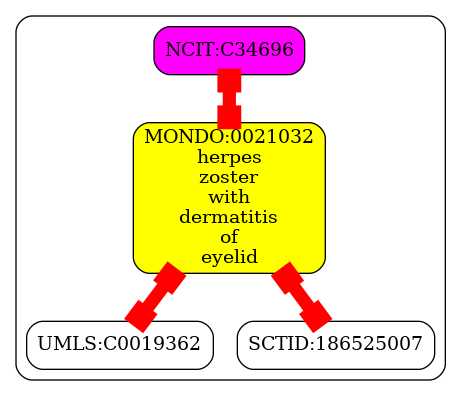 NCIT:C34696
MONDO:0021032
herpes
zoster
with
dermatitis
of
eyelid
UMLS:C0019362
SCTID:186525007